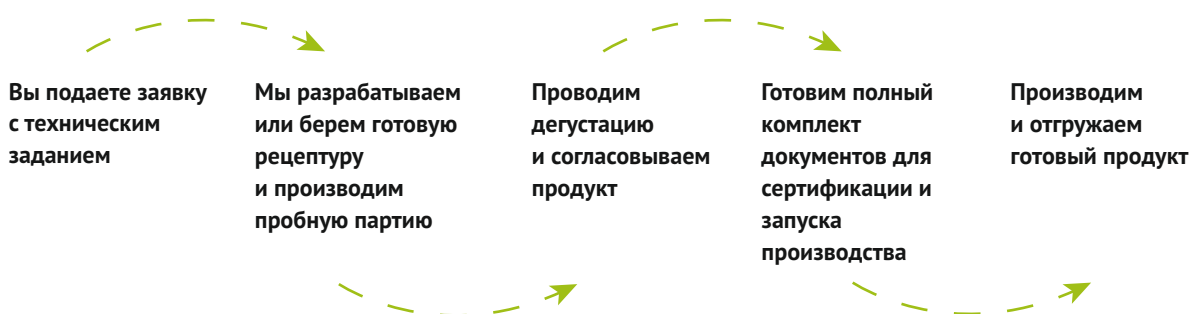 Вы подаете заявку
с техническим
заданием
Мы разрабатываем
или берем готовую
рецептуру
и производим
пробную партию
Проводим
дегустацию
и согласовываем
продукт
Готовим полный
комплект
документов для
сертификации и
запуска
производства
Производим
и отгружаем
готовый продукт